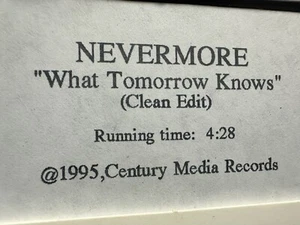 NEVERMORE
"What Tomorrow Knows"
(Clean Edit)
Running time: 4:28
@1995,Century Media Records